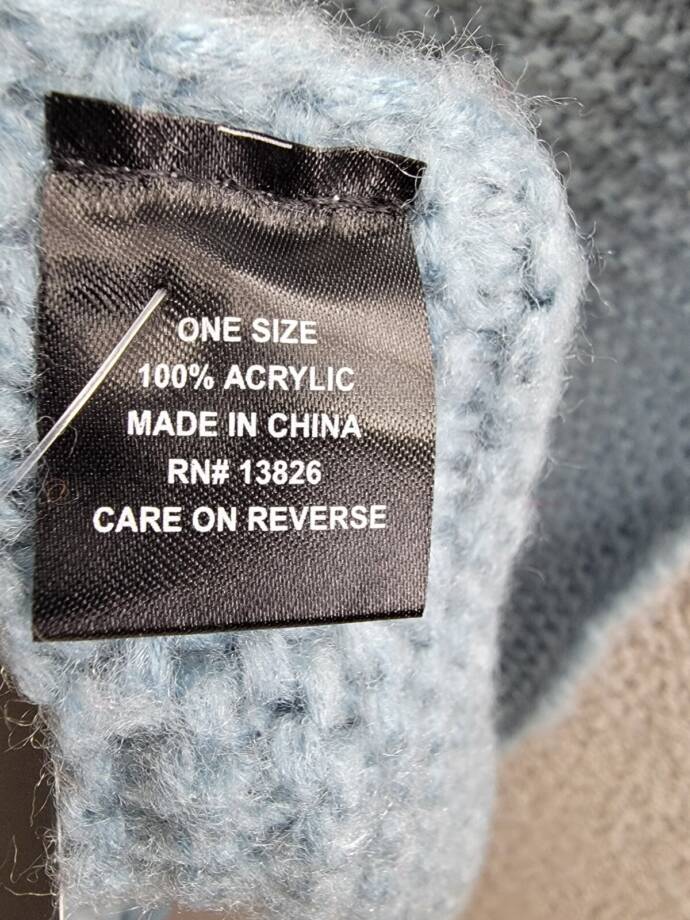 ONE SIZE
100% ACRYLIC
MADE IN CHINA
RN# 13826
CARE ON REVERSE